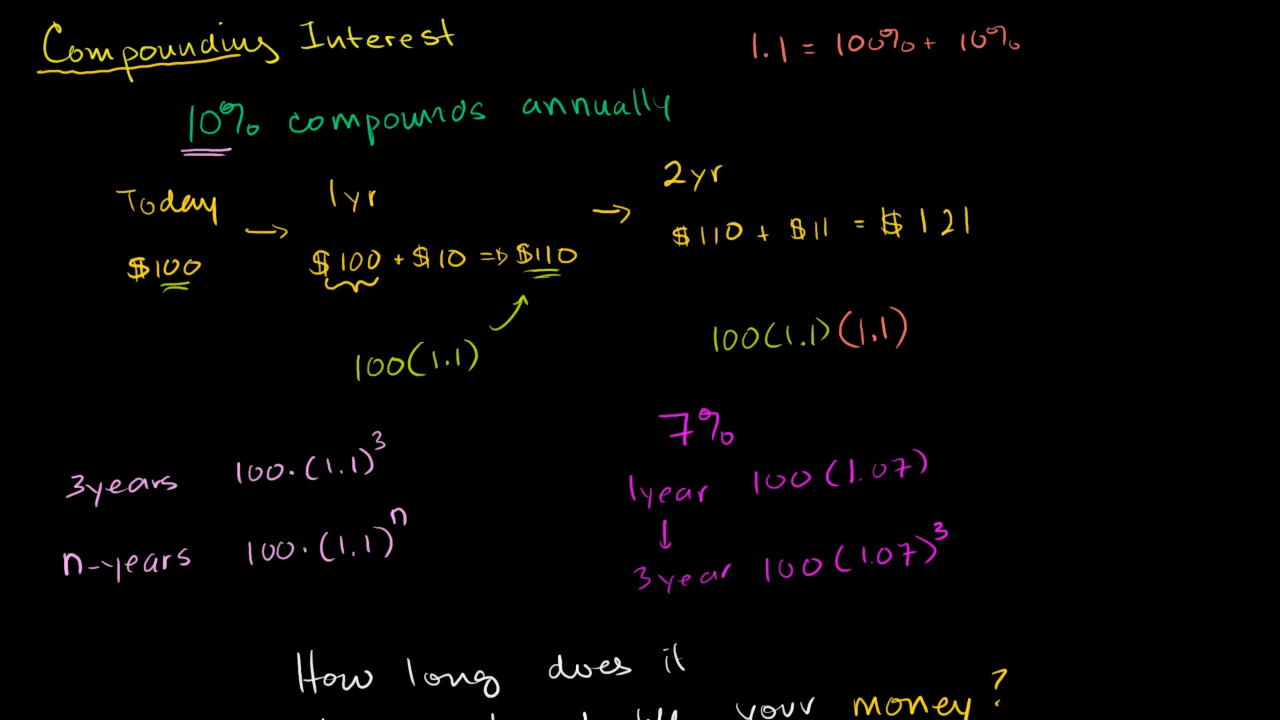 Compounding Interest
1.1 = 100% + 10%
10% compounds annually
Today
$100
1yr
$100 + $10 => $110
100(1.1)
2yr
$110 + $11 = $121
100(1.1)(1.1)
3years 100·(1.1)³
n-years 100·(1.1)ⁿ
7%
1year 100(1.07)
3year 100(1.07)³
How long does it
your money?